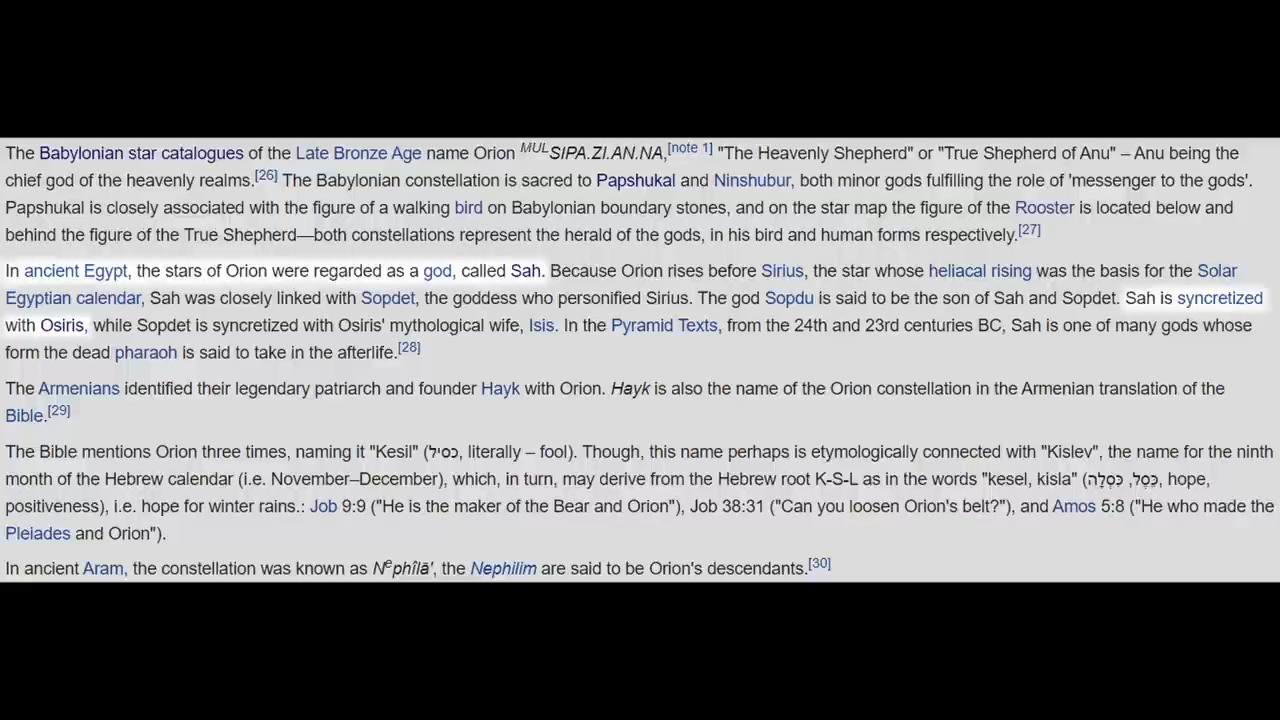 The Babylonian star catalogues of the Late Bronze Age name Orion MULSIPA.ZI.AN.NA,[note 1] "The Heavenly Shepherd" or "True Shepherd of Anu" – Anu being the
chief god of the heavenly realms.[26] The Babylonian constellation is sacred to Papshukal and Ninshubur, both minor gods fulfilling the role of 'messenger to the gods'.
Papshukal is closely associated with the figure of a walking bird on Babylonian boundary stones, and on the star map the figure of the Rooster is located below and
behind the figure of the True Shepherd—both constellations represent the herald of the gods, in his bird and human forms respectively.[27]
In ancient Egypt, the stars of Orion were regarded as a god, called Sah. Because Orion rises before Sirius, the star whose heliacal rising was the basis for the Solar
Egyptian calendar, Sah was closely linked with Sopdet, the goddess who personified Sirius. The god Sopdu is said to be the son of Sah and Sopdet. Sah is syncretized
with Osiris, while Sopdet is syncretized with Osiris' mythological wife, Isis. In the Pyramid Texts, from the 24th and 23rd centuries BC, Sah is one of many gods whose
form the dead pharaoh is said to take in the afterlife.[28]
The Armenians identified their legendary patriarch and founder Hayk with Orion. Hayk is also the name of the Orion constellation in the Armenian translation of the
Bible.[29]
The Bible mentions Orion three times, naming it "Kesil" (כסיל, literally – fool). Though, this name perhaps is etymologically connected with "Kislev", the name for the ninth
month of the Hebrew calendar (i.e. November–December), which, in turn, may derive from the Hebrew root K-S-L as in the words "kesel, kisla" (כֵּסֶל, כִּסְלָה, hope,
positiveness), i.e. hope for winter rains.: Job 9:9 ("He is the maker of the Bear and Orion"), Job 38:31 ("Can you loosen Orion's belt?"), and Amos 5:8 ("He who made the
Pleiades and Orion").
In ancient Aram, the constellation was known as Nephîlā', the Nephilim are said to be Orion's descendants.[30]